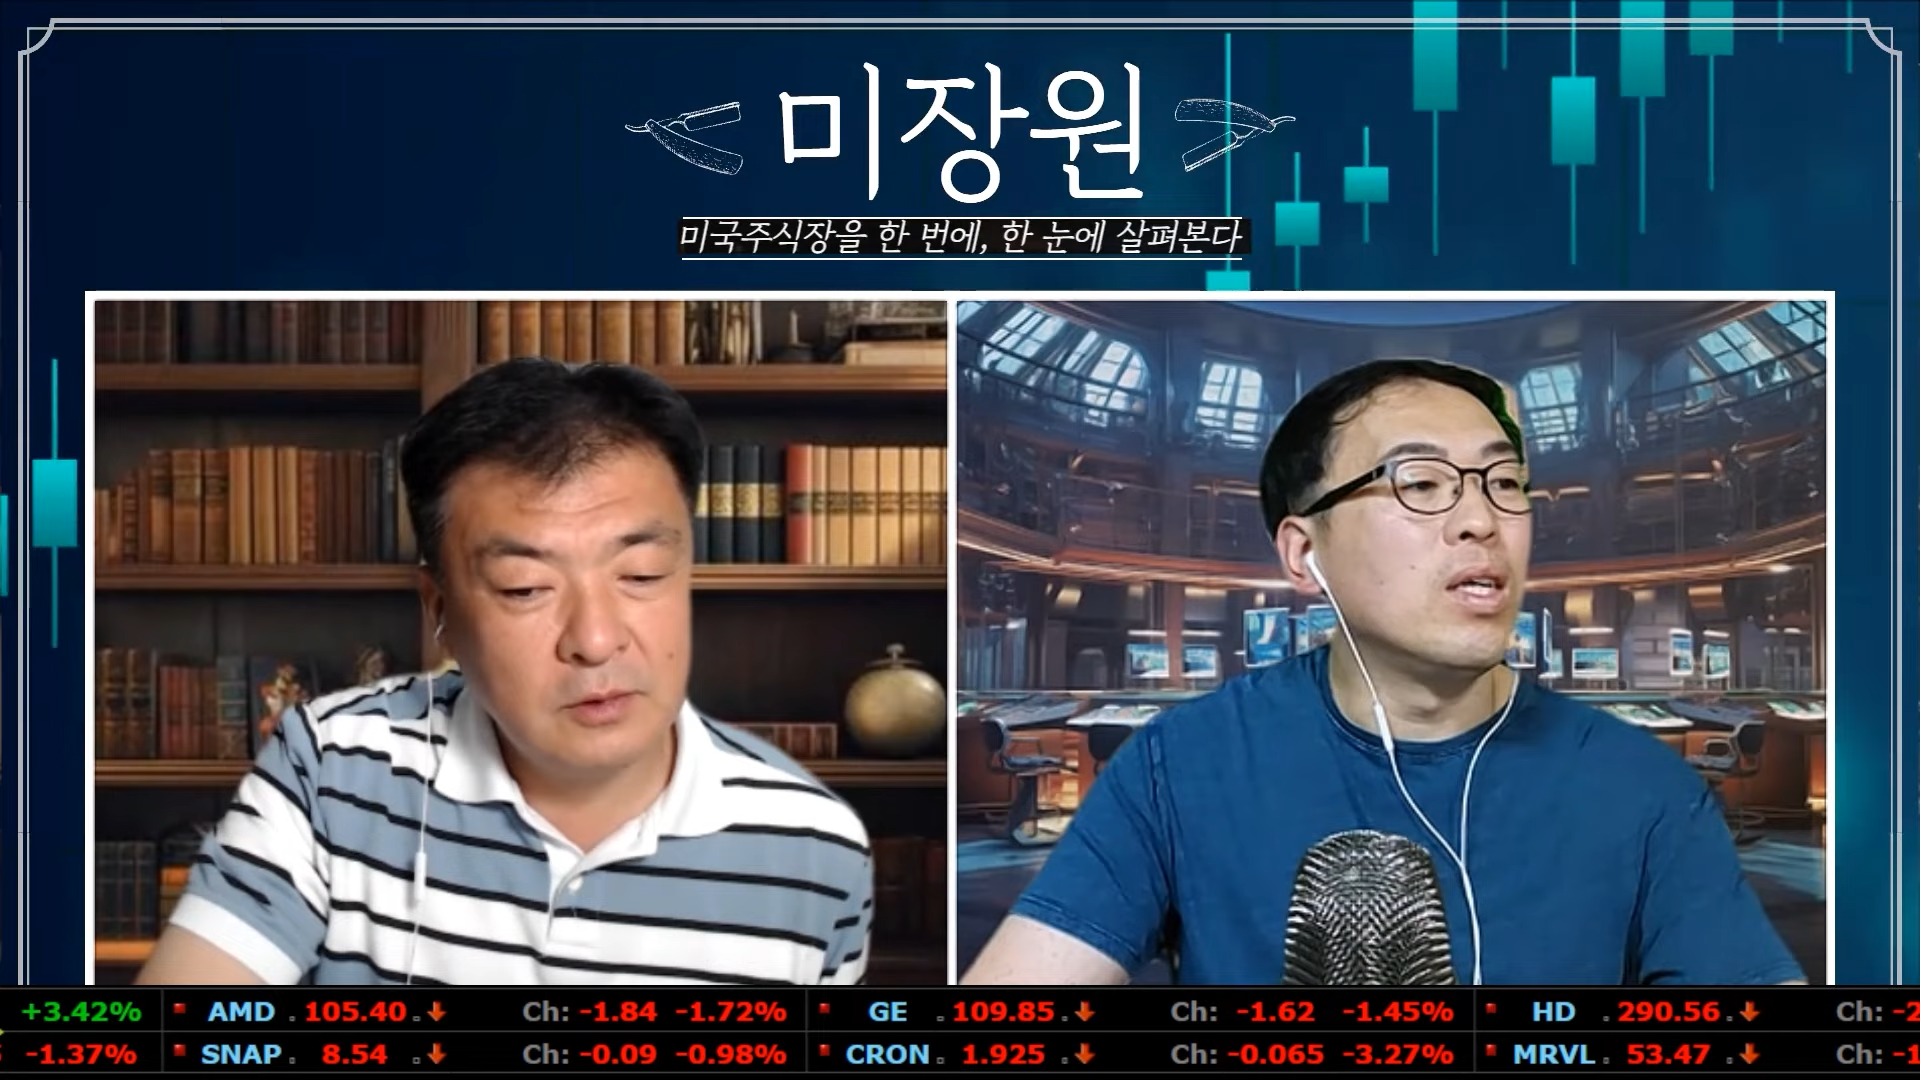 미장원
미국주식장을 한 번에, 한 눈에 살펴본다
+3.42% AMD 105.40 Ch: -1.84 -1.72% GE 109.85 Ch: -1.62 -1.45% HD 290.56 Ch: -2
-1.37% SNAP 8.54 Ch: -0.09 -0.98% CRON 1.925 Ch: -0.065 -3.27% MRVL 53.47 Ch: -1